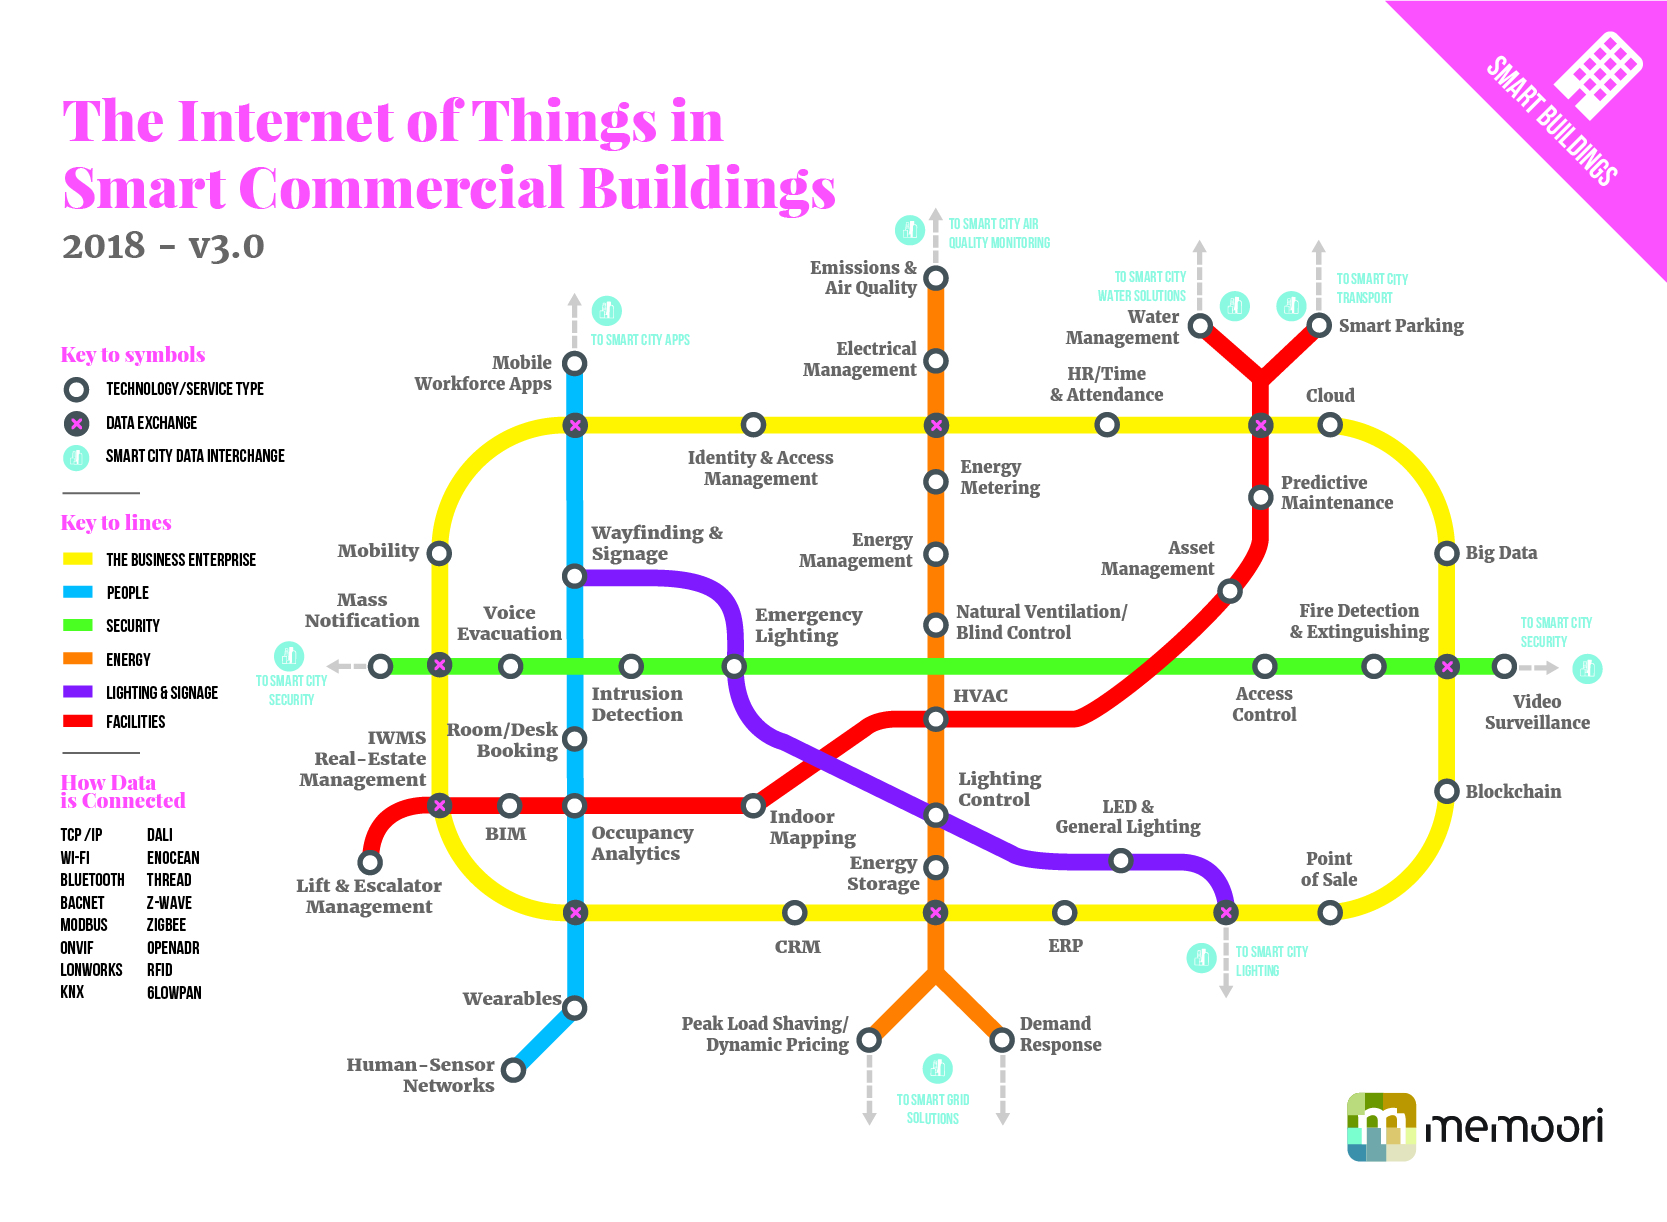 The Internet of Things in
Smart Commercial Buildings
2018 - v3.0
SMART BUILDINGS
Key to symbols
TECHNOLOGY/SERVICE TYPE
DATA EXCHANGE
SMART CITY DATA INTERCHANGE
Key to lines
THE BUSINESS ENTERPRISE
PEOPLE
SECURITY
ENERGY
LIGHTING & SIGNAGE
FACILITIES
How Data
is Connected
TCP /IP
WI-FI
BLUETOOTH
BACNET
MODBUS
ONVIF
LONWORKS
KNX
DALI
ENOCEAN
THREAD
Z-WAVE
ZIGBEE
OPENADR
RFID
6LOWPAN
TO SMART CITY APPS
Mobile
Workforce Apps
TO SMART CITY AIR
QUALITY MONITORING
Emissions &
Air Quality
Electrical
Management
TO SMART CITY
WATER SOLUTIONS
Water
Management
TO SMART CITY
TRANSPORT
Smart Parking
HR/Time
& Attendance
Cloud
Identity & Access
Management
Energy
Metering
Predictive
Maintenance
Mobility
Wayfinding &
Signage
Energy
Management
Asset
Management
Big Data
Mass
Notification
Voice
Evacuation
Emergency
Lighting
Natural Ventilation/
Blind Control
Fire Detection
& Extinguishing
TO SMART CITY
SECURITY
TO SMART CITY
SECURITY
Intrusion
Detection
HVAC
Access
Control
Video
Surveillance
IWMS
Real-Estate
Management
Room/Desk
Booking
Lighting
Control
Blockchain
BIM
Occupancy
Analytics
Indoor
Mapping
LED &
General Lighting
Lift & Escalator
Management
Energy
Storage
Point
of Sale
CRM
ERP
TO SMART CITY
LIGHTING
Wearables
Human-Sensor
Networks
Peak Load Shaving/
Dynamic Pricing
Demand
Response
TO SMART GRID
SOLUTIONS
m memoori